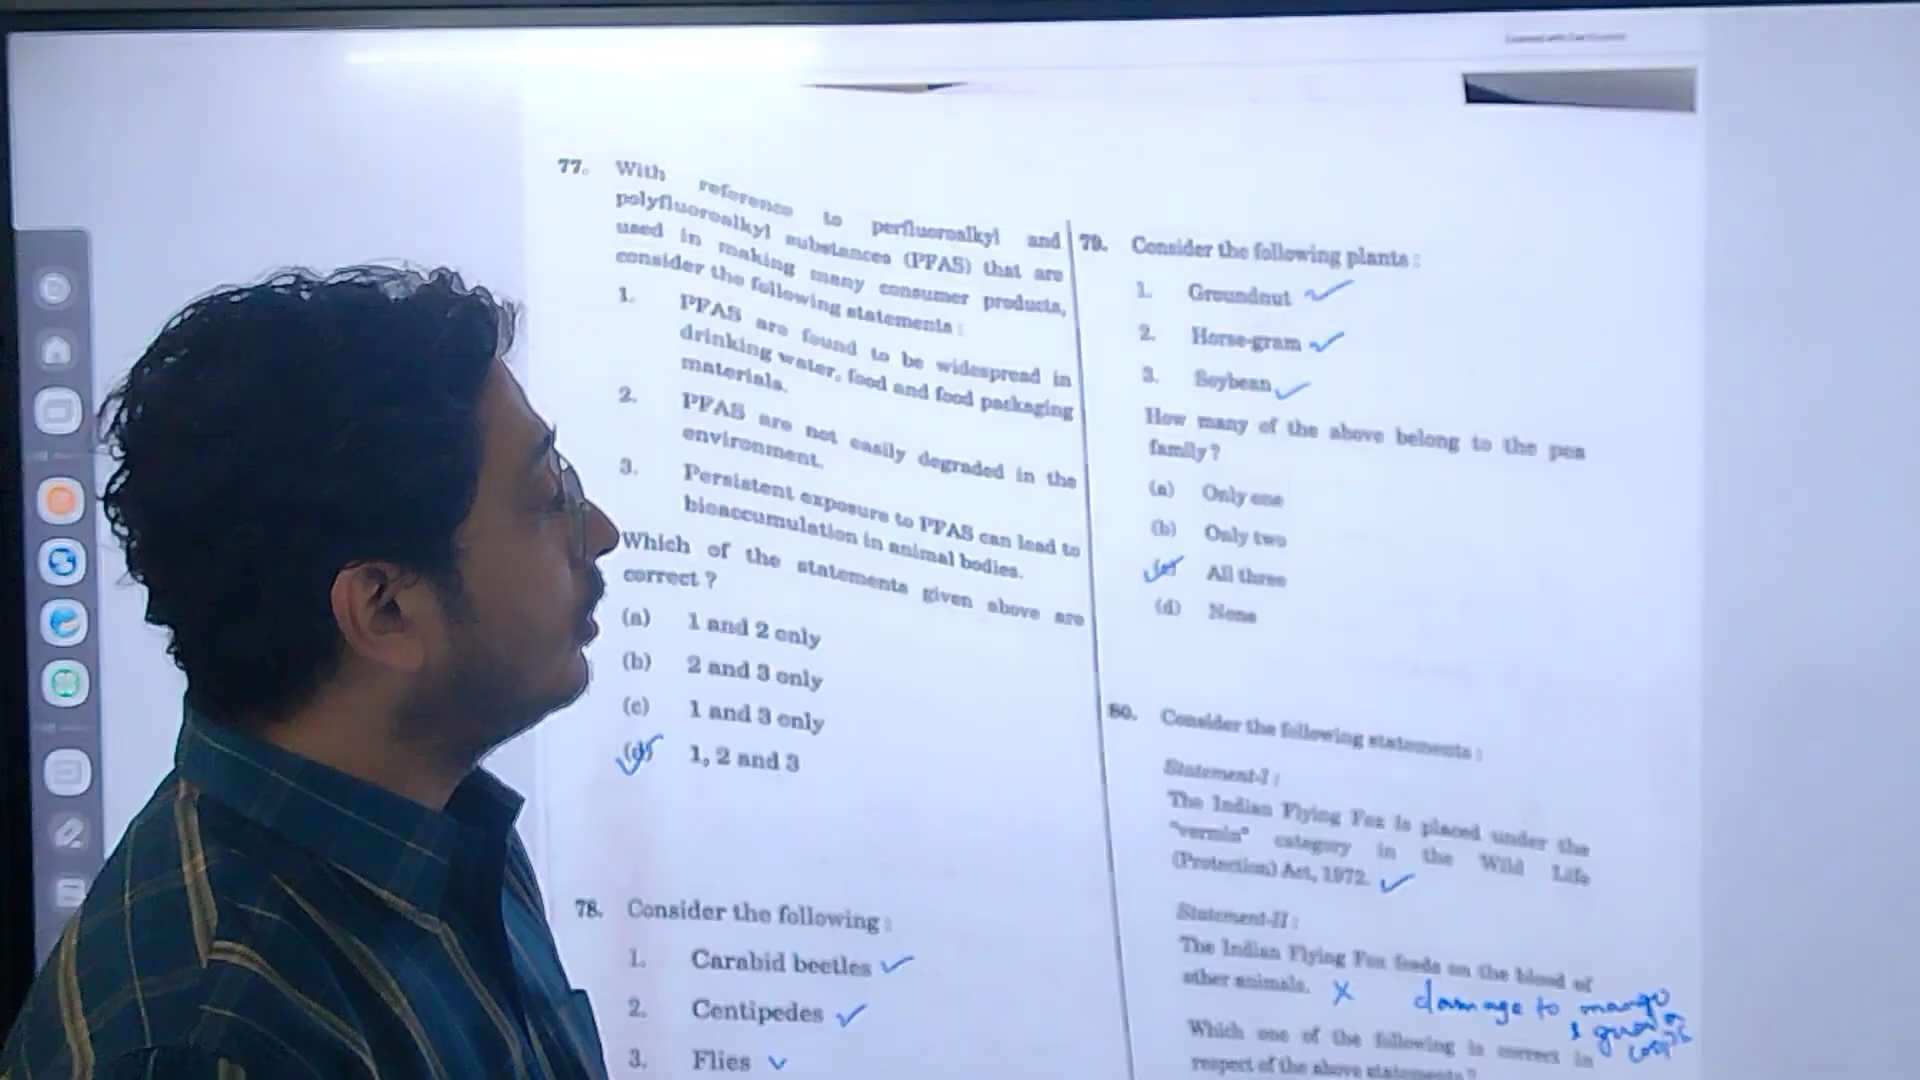 77. With reference to perfluoroalkyl and
polyfluoroalkyl substances (PFAS) that are
used in making many consumer products,
consider the following statements :
1. PFAS are found to be widespread in
drinking water, food and food packaging
materials.
2. PFAS are not easily degraded in the
environment.
3. Persistent exposure to PFAS can lead to
bioaccumulation in animal bodies.
Which of the statements given above are
correct ?
(a) 1 and 2 only
(b) 2 and 3 only
(c) 1 and 3 only
(d) 1, 2 and 3
78. Consider the following :
1. Carabid beetles
2. Centipedes
3. Flies
79. Consider the following plants :
1. Groundnut
2. Horse-gram
3. Soybean
How many of the above belong to the pea
family ?
(a) Only one
(b) Only two
(c) All three
(d) None
80. Consider the following statements :
Statement-I :
The Indian Flying Fox is placed under the
"vermin" category in the Wild Life
(Protection) Act, 1972.
Statement-II :
The Indian Flying Fox feeds on the blood of
other animals. X damage to mango
&
Which one of the following is correct in
respect of the above statements ?